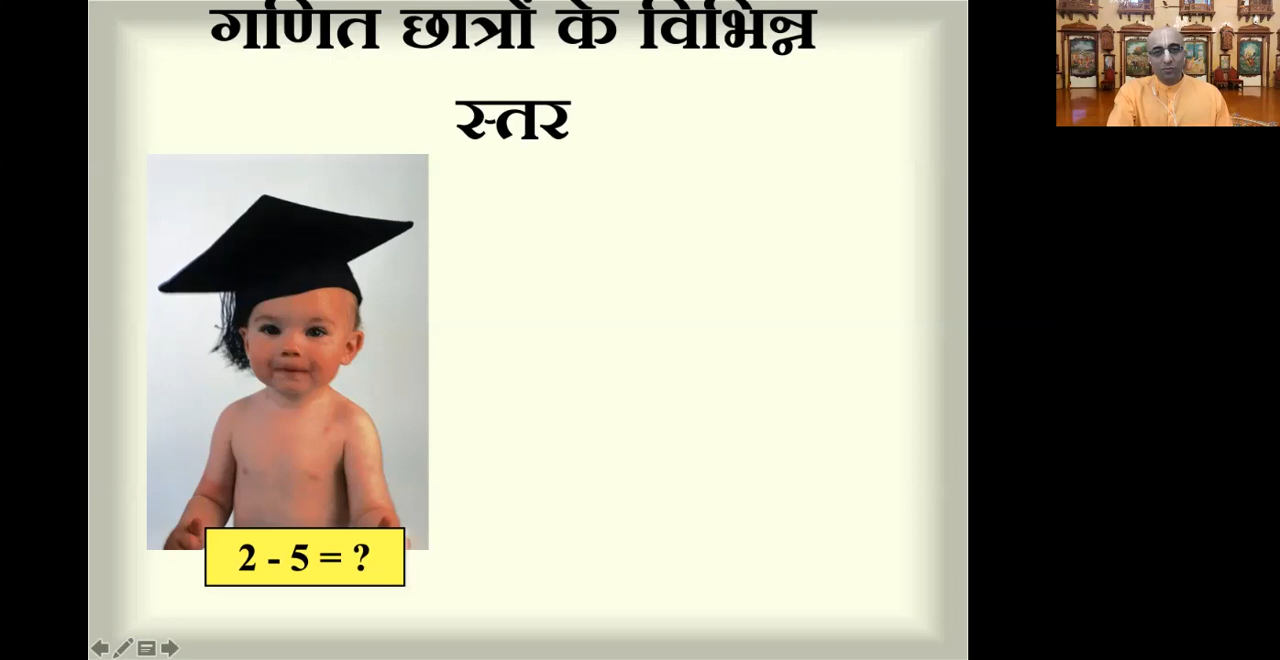 गणित छात्रों के विभिन्न
स्तर
2 - 5 = ?